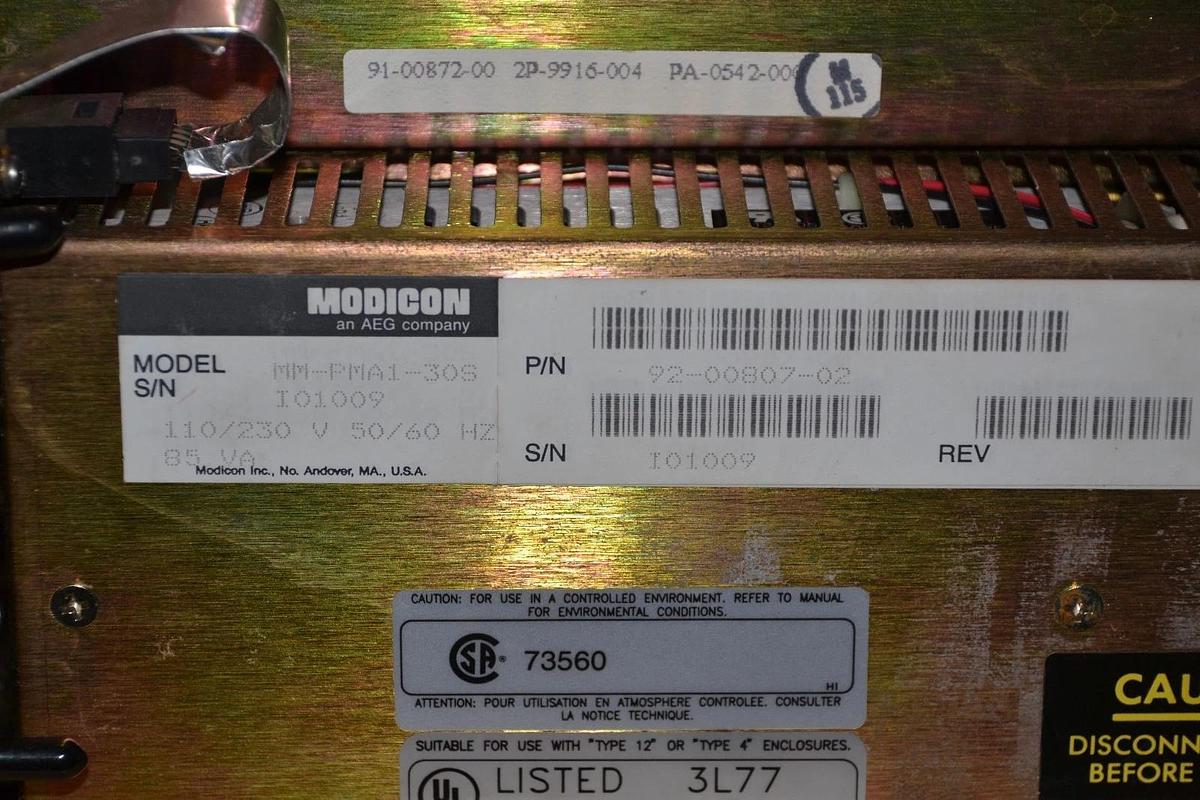 91-00872-00 2P-9916-004 PA-0542-00
115
MODICON
an AEG company
MODEL MM-PMA1-30S
S/N I01009
110/230 V 50/60 HZ
85 VA
Modicon Inc., No. Andover, MA., U.S.A.
P/N 92-00807-02
S/N I01009
REV
CAUTION: FOR USE IN A CONTROLLED ENVIRONMENT. REFER TO MANUAL
FOR ENVIRONMENTAL CONDITIONS.
SA ® 73560
HI
ATTENTION: POUR UTILISATION EN ATMOSPHERE CONTROLEE. CONSULTER
LA NOTICE TECHNIQUE.
SUITABLE FOR USE WITH "TYPE 12" OR "TYPE 4" ENCLOSURES.
UL LISTED 3L77
CAU
DISCONN
BEFORE